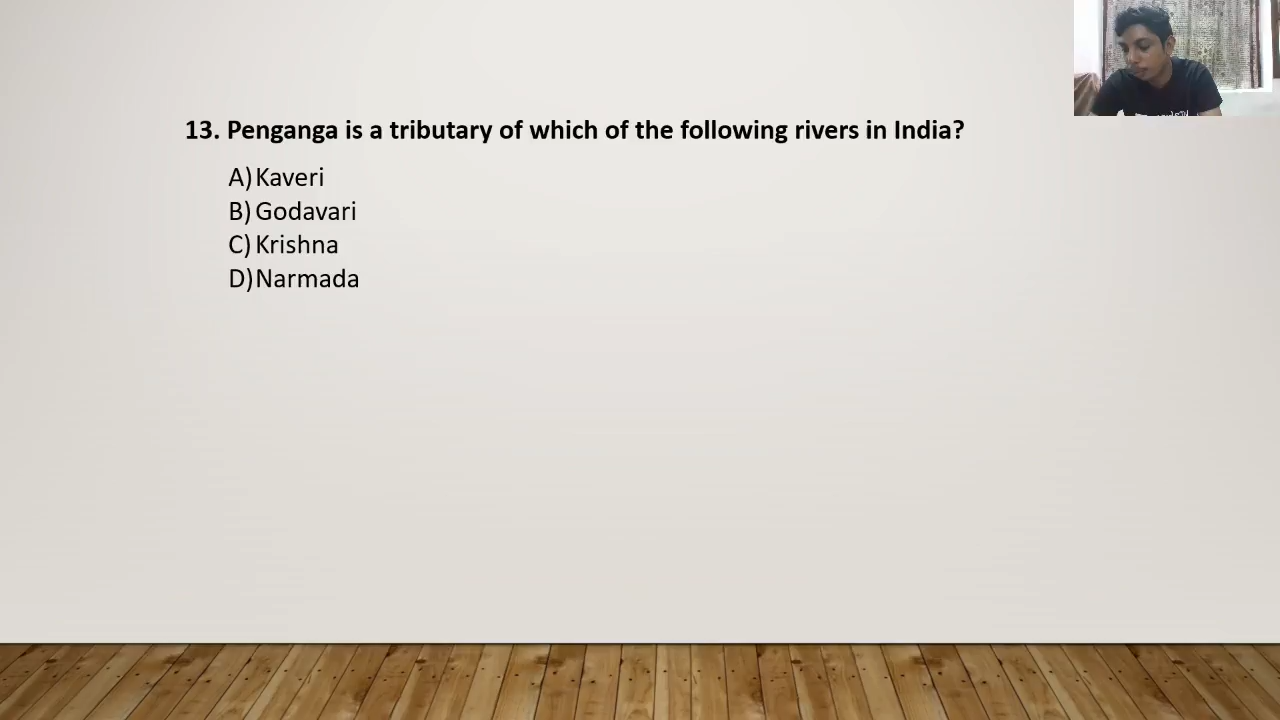 13. Penganga is a tributary of which of the following rivers in India?
A) Kaveri
B) Godavari
C) Krishna
D) Narmada